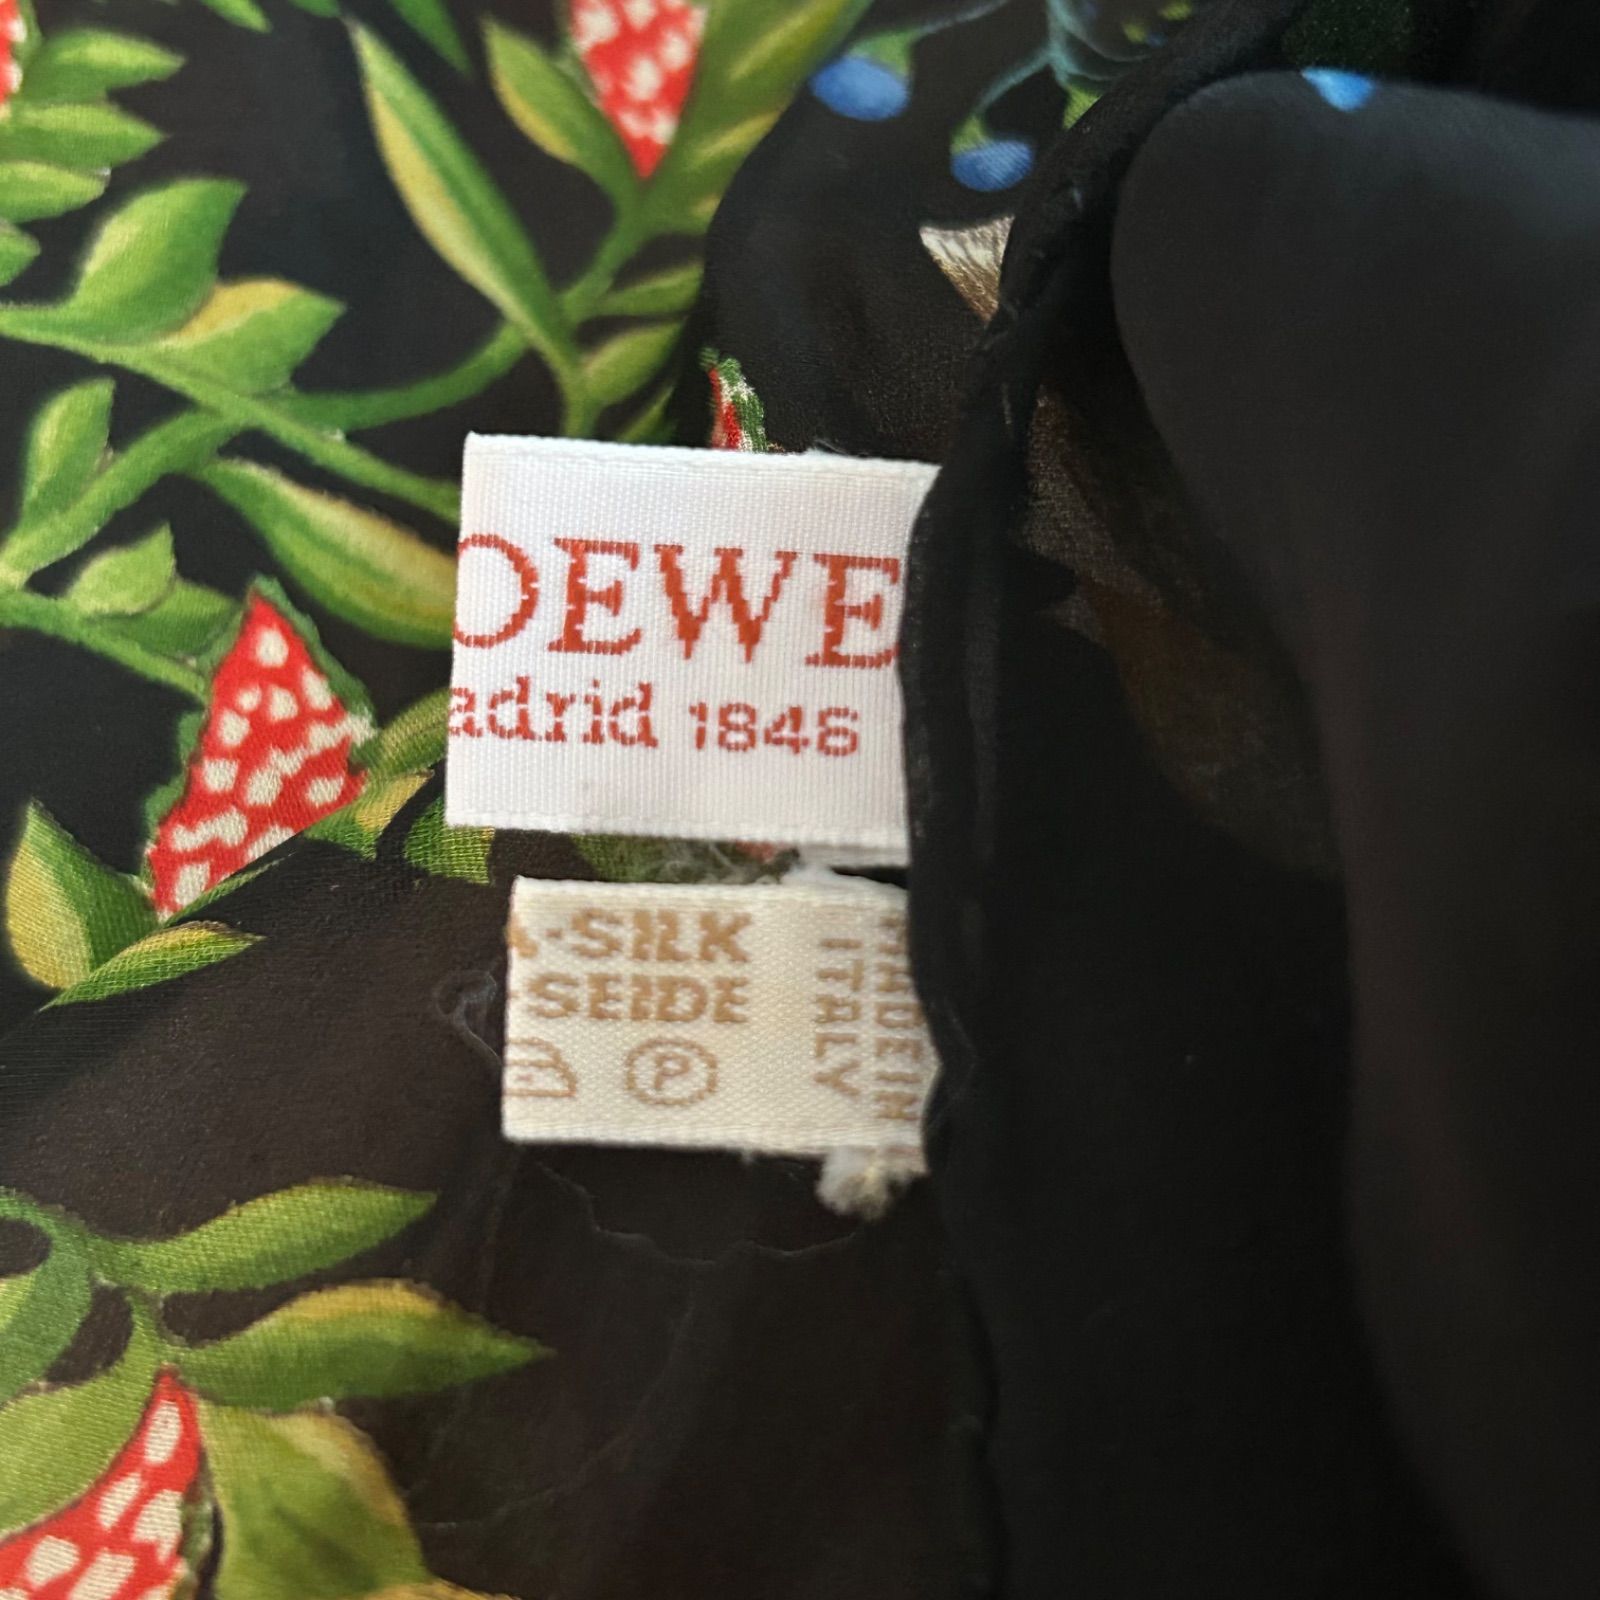 OEWE
adrid 1846
-SILK
SEIDE
P
MADE IN
ITALY